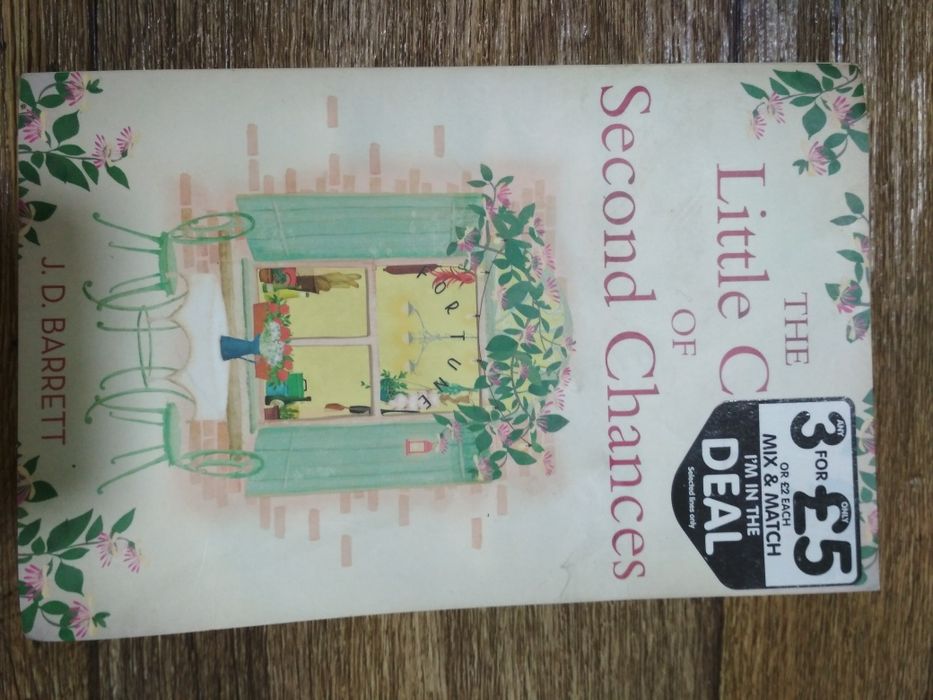 THE
Little C
OF
Second Chances
FORTUNE
J. D. BARRETT
ANY
3 FOR £5
ONLY
OR £2 EACH
MIX & MATCH
I'M IN THE
DEAL
Selected lines only